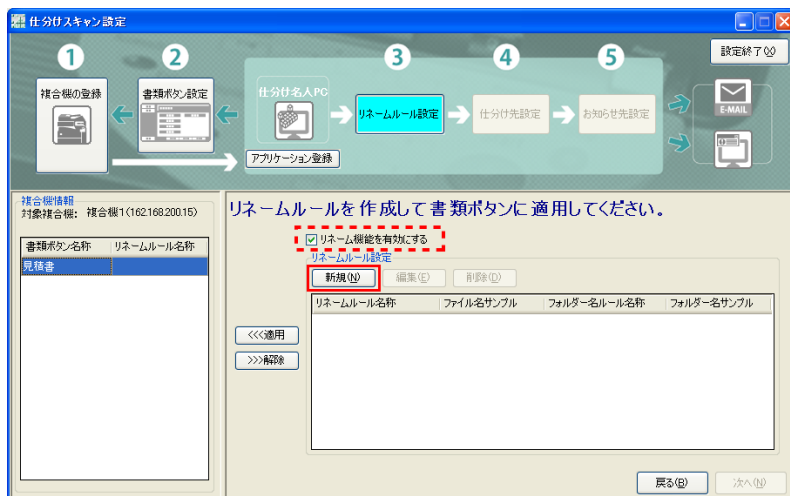 仕分けスキャン設定
設定終了(X)
1
2
3
4
5
複合機の登録
書類ボタン設定
仕分け名人PC
リネームルール設定
仕分け先設定
お知らせ先設定
E-MAIL
アプリケーション登録
複合機情報
対象複合機: 複合機1(162.168.200.15)
書類ボタン名称 リネームルール名称
見積書
リネームルールを作成して書類ボタンに適用してください。
リネーム機能を有効にする
リネームルール設定
新規(N) 編集(E) 削除(D)
リネームルール名称 ファイル名サンプル フォルダー名ルール名称 フォルダー名サンプル
<<<適用
>>>解除
戻る(B) 次へ(N)